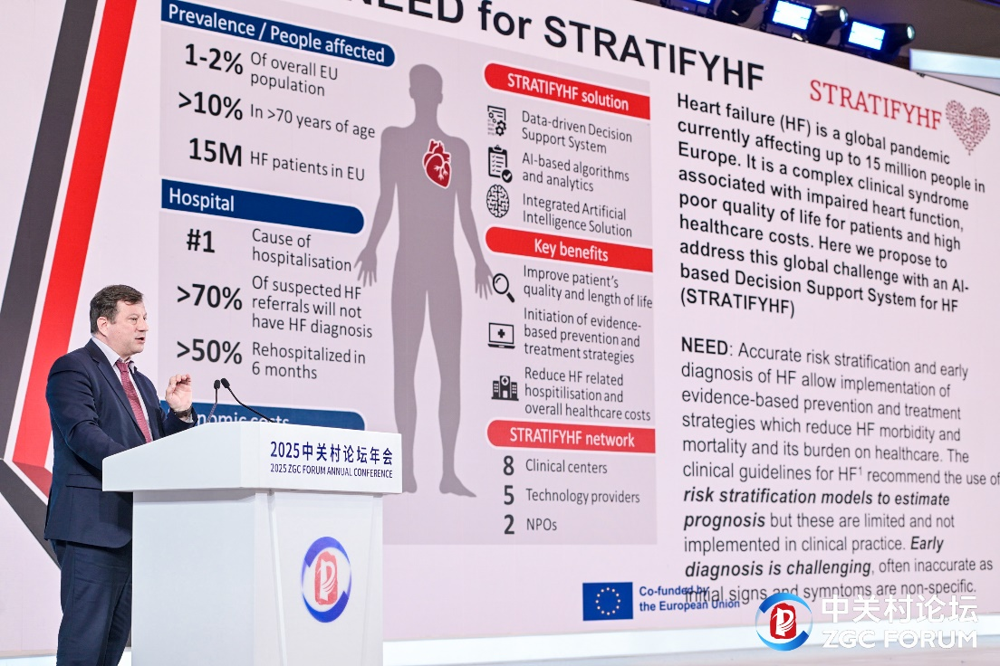 NEED for STRATIFYHF
Prevalence / People affected
1-2% Of overall EU
population
>10% In >70 years of age
15M HF patients in EU
Hospital
#1 Cause of
hospitalisation
>70% Of suspected HF
referrals will not
have HF diagnosis
>50% Rehospitalized in
6 months
costs
STRATIFYHF solution
Data-driven Decision
Support System
AI-based algorithms
and analytics
Integrated Artificial
Intelligence Solution
Key benefits
Improve patient's
quality and length of life
Initiation of evidence-
based prevention and
treatment strategies
Reduce HF related
hospitilisation and
overall healthcare costs
STRATIFYHF network
8 Clinical centers
5 Technology providers
2 NPOs
STRATIFYHF
Heart failure (HF) is a global pandemic
currently affecting up to 15 million people in
Europe. It is a complex clinical syndrome
associated with impaired heart function,
poor quality of life for patients and high
healthcare costs. Here we propose to
address this global challenge with an AI-
based Decision Support System for HF
(STRATIFYHF)
NEED: Accurate risk stratification and early
diagnosis of HF allow implementation of
evidence-based prevention and treatment
strategies which reduce HF morbidity and
mortality and its burden on healthcare. The
clinical guidelines for HF¹ recommend the use of
risk stratification models to estimate
prognosis but these are limited and not
implemented in clinical practice. Early
diagnosis is challenging, often inaccurate as
initial signs and symptoms are non-specific.
Co-funded by
the European Union
2025中关村论坛年会
2025 ZGC FORUM ANNUAL CONFERENCE
中关村论坛
ZGC FORUM